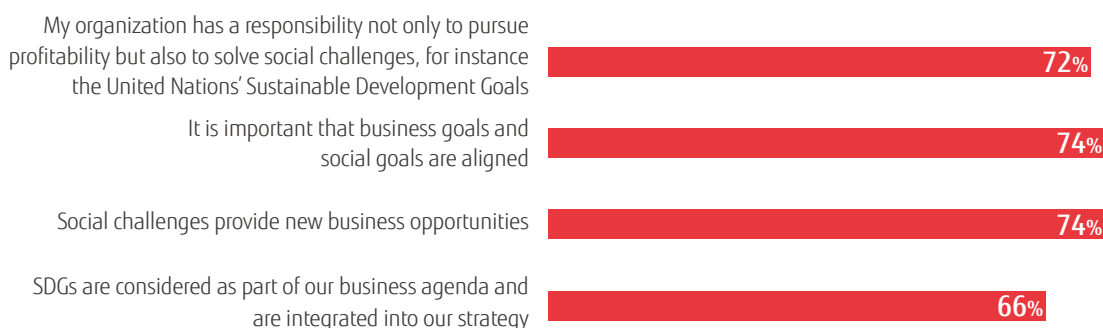 My organization has a responsibility not only to pursue
profitability but also to solve social challenges, for instance
the United Nations’ Sustainable Development Goals
72%
It is important that business goals and
social goals are aligned
74%
Social challenges provide new business opportunities
74%
SDGs are considered as part of our business agenda and
are integrated into our strategy
66%